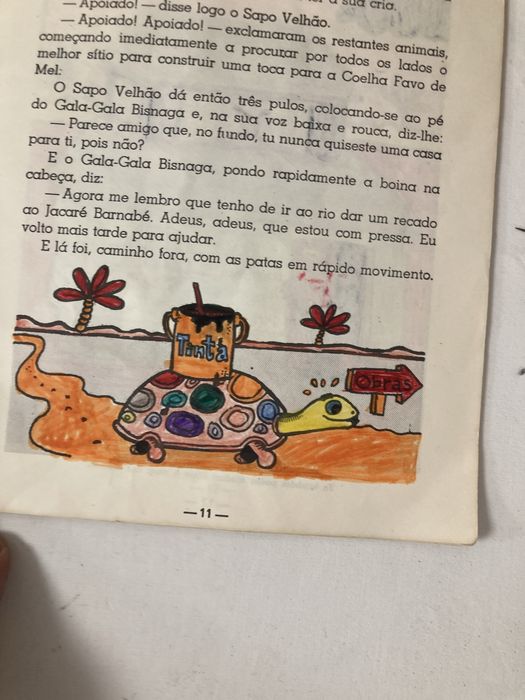 a sua cria.
— Apoiado! — disse logo o Sapo Velhão.
— Apoiado! Apoiado! — exclamaram os restantes animais,
começando imediatamente a procurar por todos os lados o
melhor sítio para construir uma toca para a Coelha Favo de
Mel:
O Sapo Velhão dá então três pulos, colocando-se ao pé
do Gala-Gala Bisnaga e, na sua voz baixa e rouca, diz-lhe:
— Parece amigo que, no fundo, tu nunca quiseste uma casa
para ti, pois não?
E o Gala-Gala Bisnaga, pondo rapidamente a boina na
cabeça, diz:
— Agora me lembro que tenho de ir ao rio dar um recado
ao Jacaré Barnabé. Adeus, adeus, que estou com pressa. Eu
volto mais tarde para ajudar.
E lá foi, caminho fora, com as patas em rápido movimento.
Tinta
Obras
— 11 —